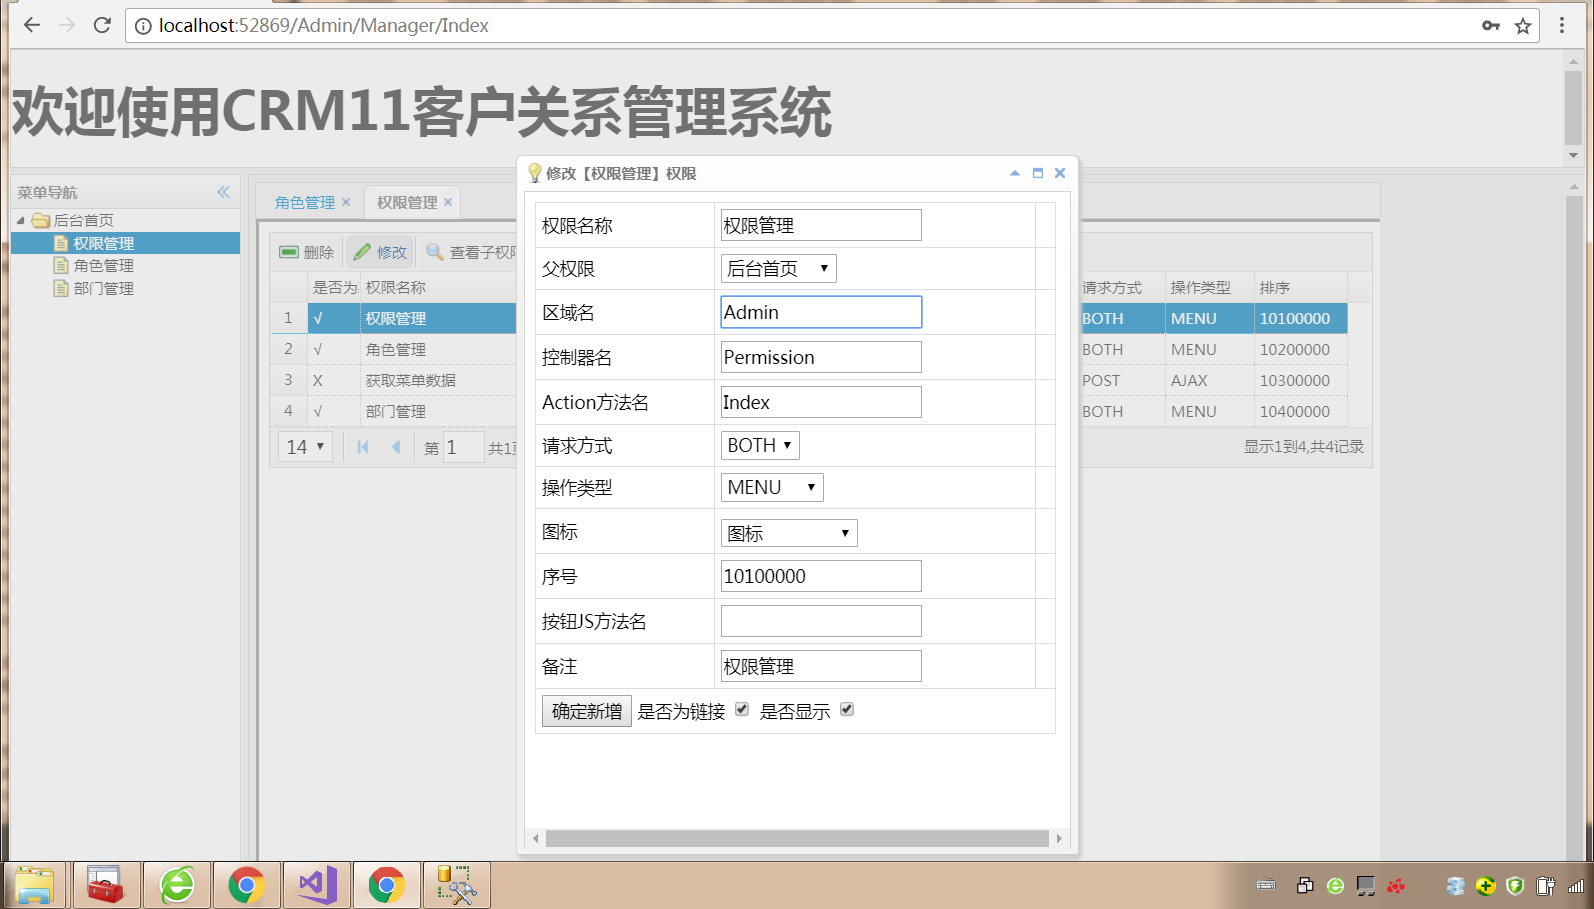 localhost:52869/Admin/Manager/Index
欢迎使用CRM11客户关系管理系统
菜单导航
后台首页
权限管理
角色管理
部门管理
角色管理
权限管理
删除
修改
查看子权
是否为
权限名称
请求方式
操作类型
排序
1 √ 权限管理 BOTH MENU 10100000
2 √ 角色管理 BOTH MENU 10200000
3 X 获取菜单数据 POST AJAX 10300000
4 √ 部门管理 BOTH MENU 10400000
14
第 1 共1
显示1到4,共4记录
修改【权限管理】权限
权限名称 权限管理
父权限 后台首页
区域名 Admin
控制器名 Permission
Action方法名 Index
请求方式 BOTH
操作类型 MENU
图标 图标
序号 10100000
按钮JS方法名
备注 权限管理
确定新增 是否为链接 是否显示